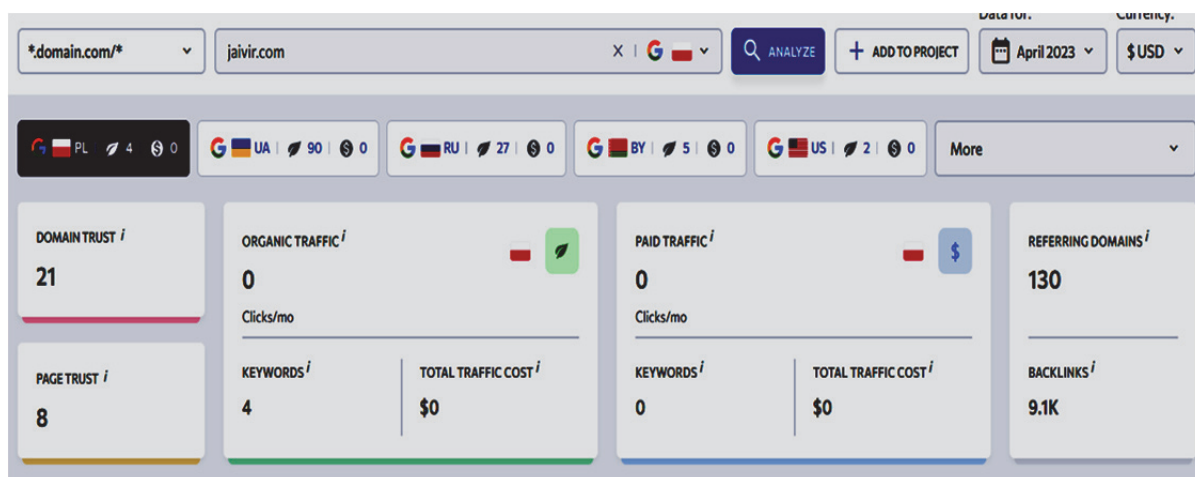 Data for: Currency:
*.domain.com/* jaivir.com X ANALYZE + ADD TO PROJECT April 2023 $ USD
PL 4 0 UA 90 0 RU 27 0 BY 5 0 US 2 0 More
DOMAIN TRUST i
21
ORGANIC TRAFFIC i
0
Clicks/mo
PAID TRAFFIC i
0
Clicks/mo
REFERRING DOMAINS i
130
PAGE TRUST i
8
KEYWORDS i
4
TOTAL TRAFFIC COST i
$0
KEYWORDS i
0
TOTAL TRAFFIC COST i
$0
BACKLINKS i
9.1K